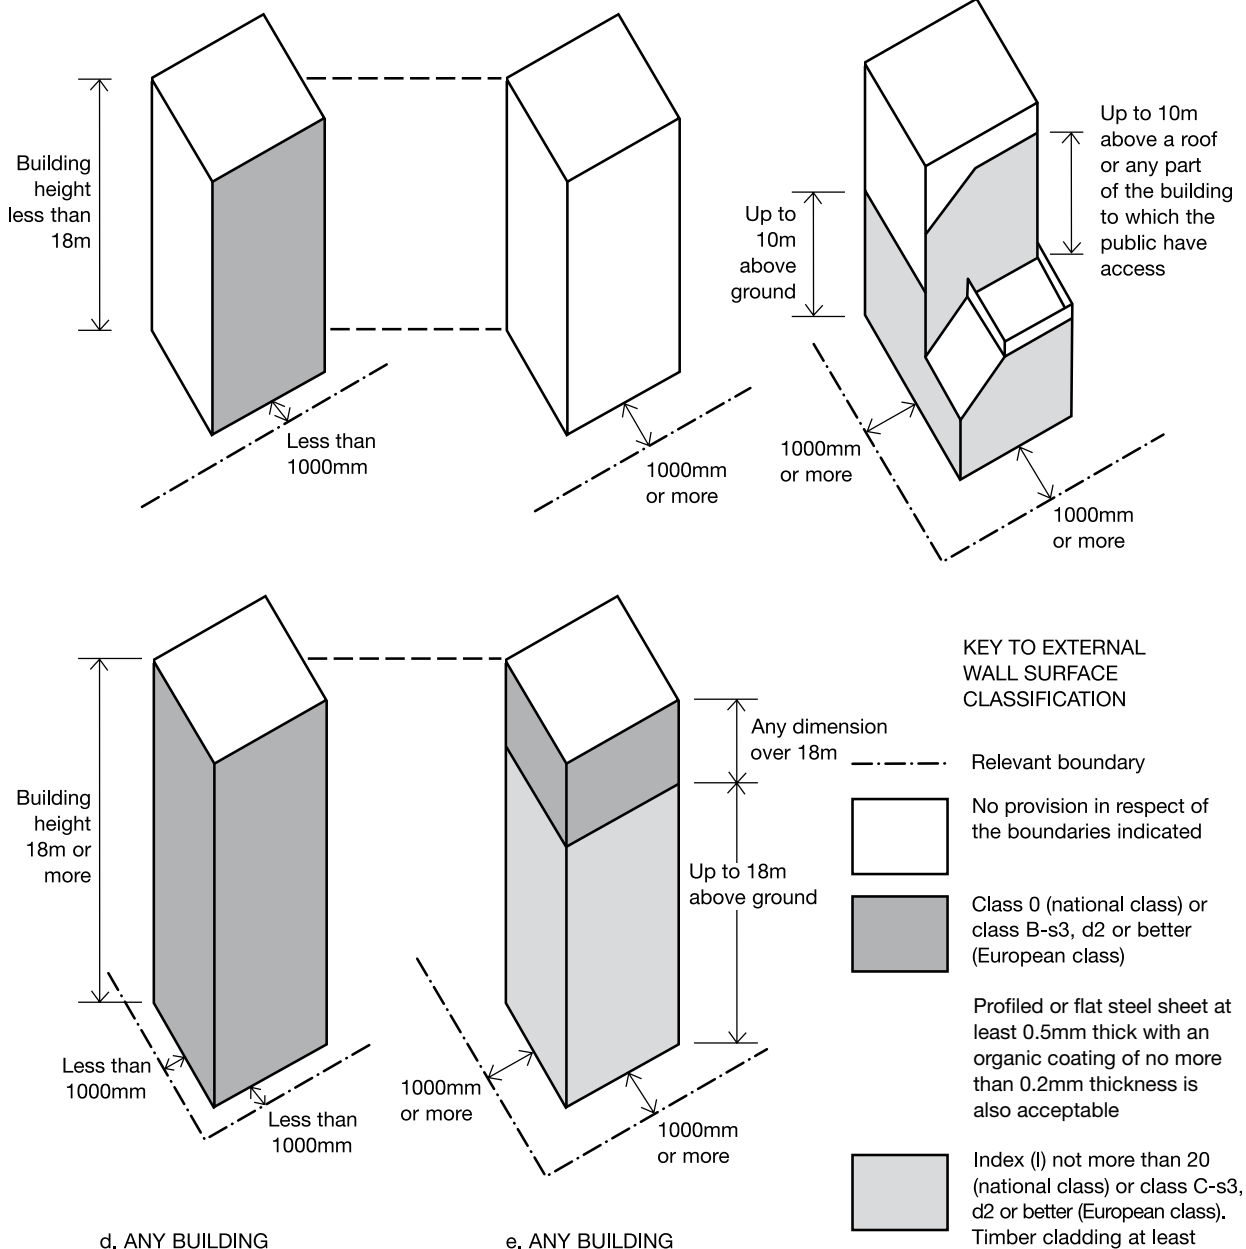 Building
height
less than
18m
Less than
1000mm
1000mm
or more
Up to
10m
above
ground
Up to 10m
above a roof
or any part
of the building
to which the
public have
access
1000mm
or more
1000mm
or more
Building
height
18m or
more
Less than
1000mm
Less than
1000mm
d. ANY BUILDING
Any dimension
over 18m
Up to 18m
above ground
1000mm
or more
1000mm
or more
e. ANY BUILDING
KEY TO EXTERNAL
WALL SURFACE
CLASSIFICATION
Relevant boundary
No provision in respect of
the boundaries indicated
Class 0 (national class) or
class B-s3, d2 or better
(European class)
Profiled or flat steel sheet at
least 0.5mm thick with an
organic coating of no more
than 0.2mm thickness is
also acceptable
Index (I) not more than 20
(national class) or class C-s3,
d2 or better (European class).
Timber cladding at least